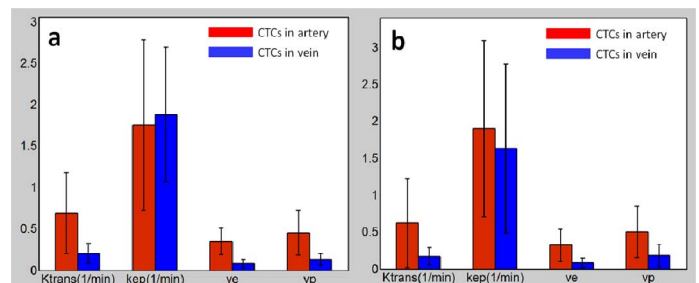 a
CTCs in artery
CTCs in vein
3
2.5
2
1.5
1
0.5
0
Ktrans(1/min) kep(1/min) ve vp
b
CTCs in artery
CTCs in vein
3
2.5
2
1.5
1
0.5
0
Ktrans(1/min) kep(1/min) ve vp